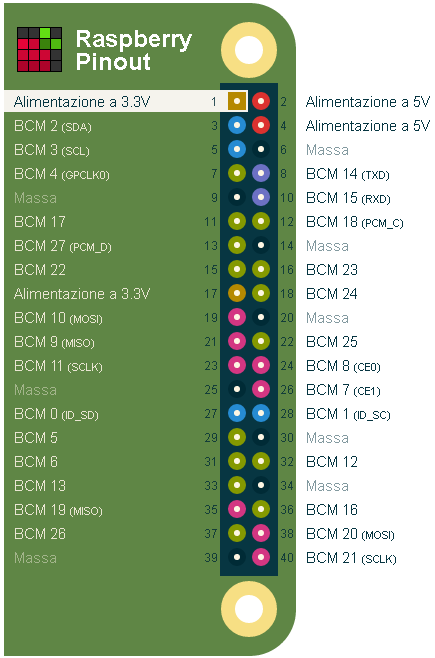 Raspberry
Pinout
Alimentazione a 3.3V 1 2 Alimentazione a 5V
BCM 2 (SDA) 3 4 Alimentazione a 5V
BCM 3 (SCL) 5 6 Massa
BCM 4 (GPCLK0) 7 8 BCM 14 (TXD)
Massa 9 10 BCM 15 (RXD)
BCM 17 11 12 BCM 18 (PCM_C)
BCM 27 (PCM_D) 13 14 Massa
BCM 22 15 16 BCM 23
Alimentazione a 3.3V 17 18 BCM 24
BCM 10 (MOSI) 19 20 Massa
BCM 9 (MISO) 21 22 BCM 25
BCM 11 (SCLK) 23 24 BCM 8 (CE0)
Massa 25 26 BCM 7 (CE1)
BCM 0 (ID_SD) 27 28 BCM 1 (ID_SC)
BCM 5 29 30 Massa
BCM 6 31 32 BCM 12
BCM 13 33 34 Massa
BCM 19 (MISO) 35 36 BCM 16
BCM 26 37 38 BCM 20 (MOSI)
Massa 39 40 BCM 21 (SCLK)